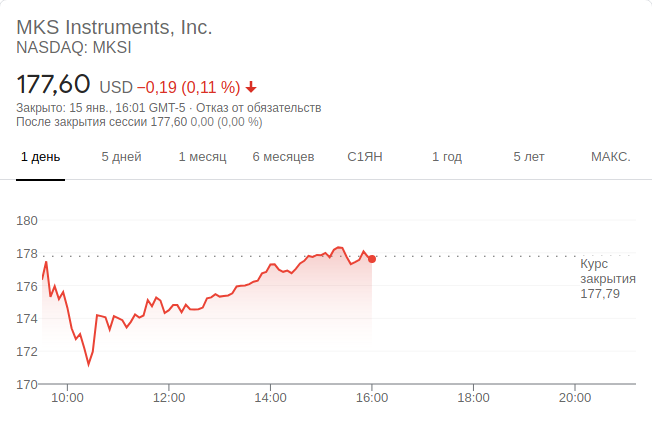 MKS Instruments, Inc.
NASDAQ: MKSI
177,60 USD −0,19 (0,11 %)
Закрыто: 15 янв., 16:01 GMT-5 · Отказ от обязательств
После закрытия сессии 177,60 0,00 (0,00 %)
1 день 5 дней 1 месяц 6 месяцев С1ЯН 1 год 5 лет МАКС.
180
178
176
174
172
170
Курс
закрытия
177,79
10:00 12:00 14:00 16:00 18:00 20:00